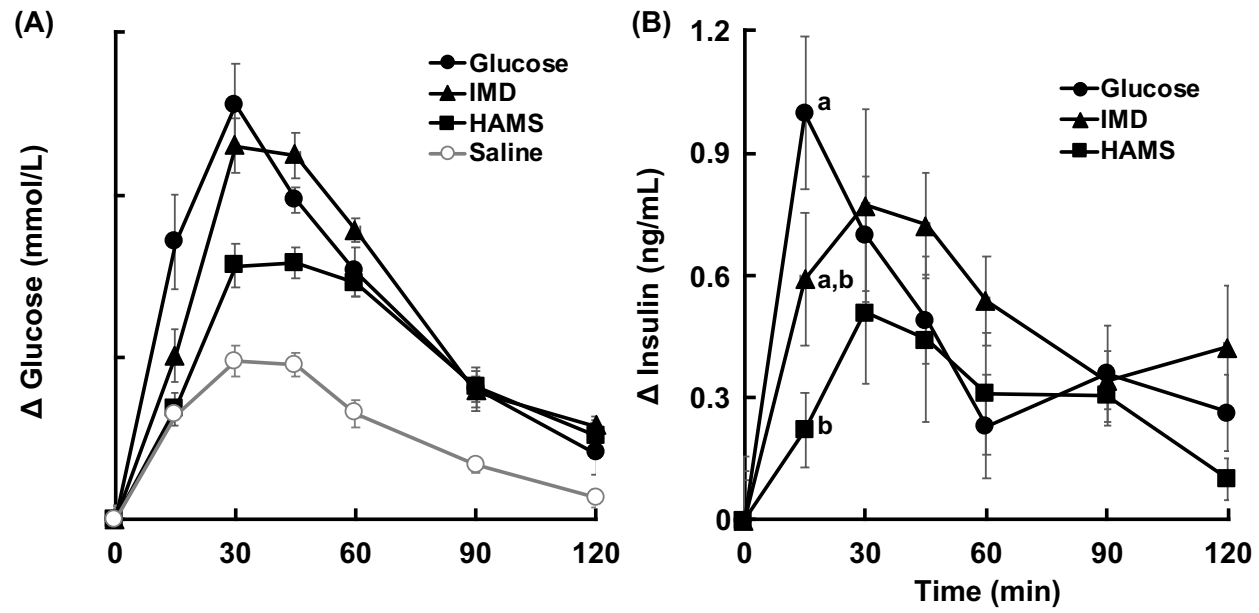 (A)
Δ Glucose (mmol/L)
Glucose
IMD
HAMS
Saline
0 30 60 90 120
(B)
Δ Insulin (ng/mL)
1.2
0.9
0.6
0.3
0
Glucose
IMD
HAMS
a
a,b
b
0 30 60 90 120
Time (min)